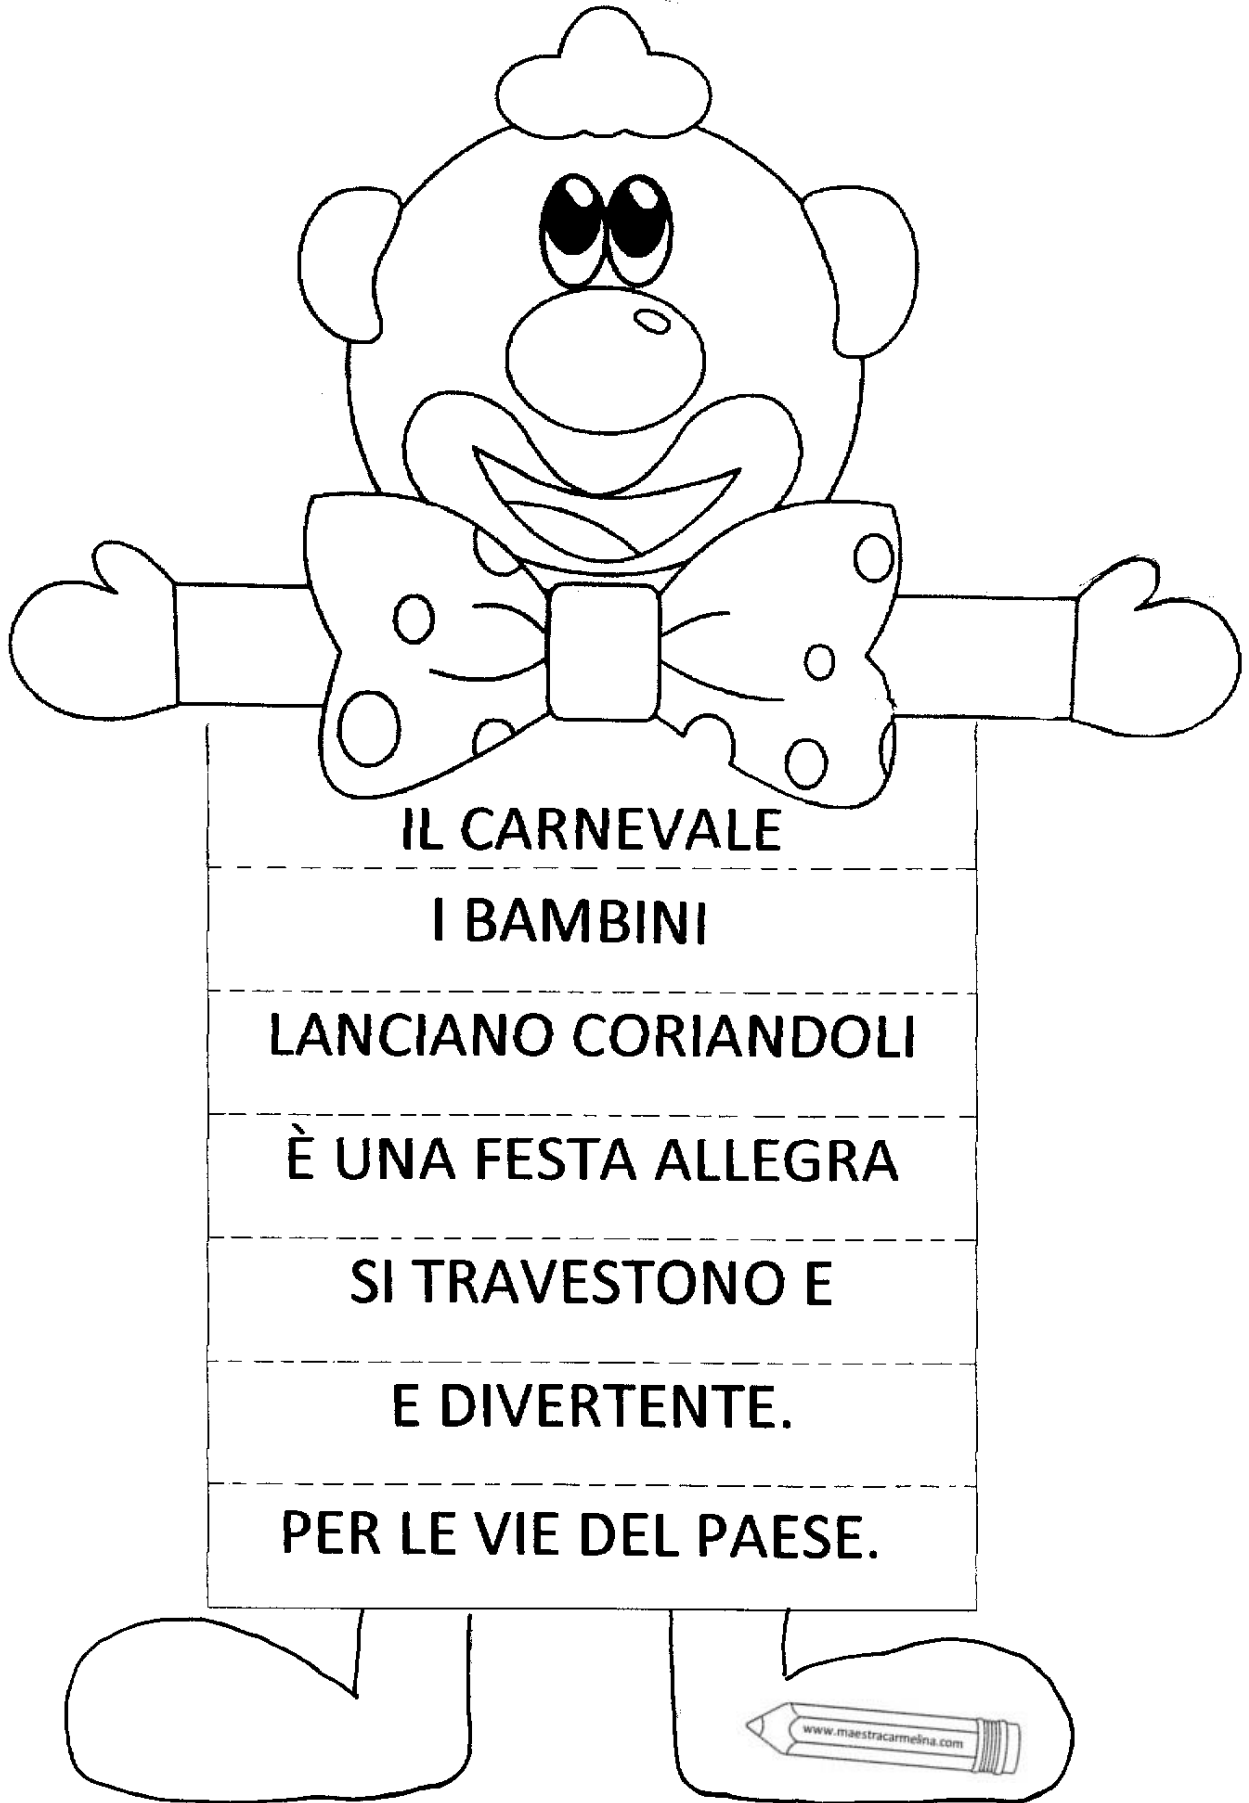 IL CARNEVALE
I BAMBINI
LANCIANO CORIANDOLI
È UNA FESTA ALLEGRA
SI TRAVESTONO E
E DIVERTENTE.
PER LE VIE DEL PAESE.
www.maestracarmelina.com